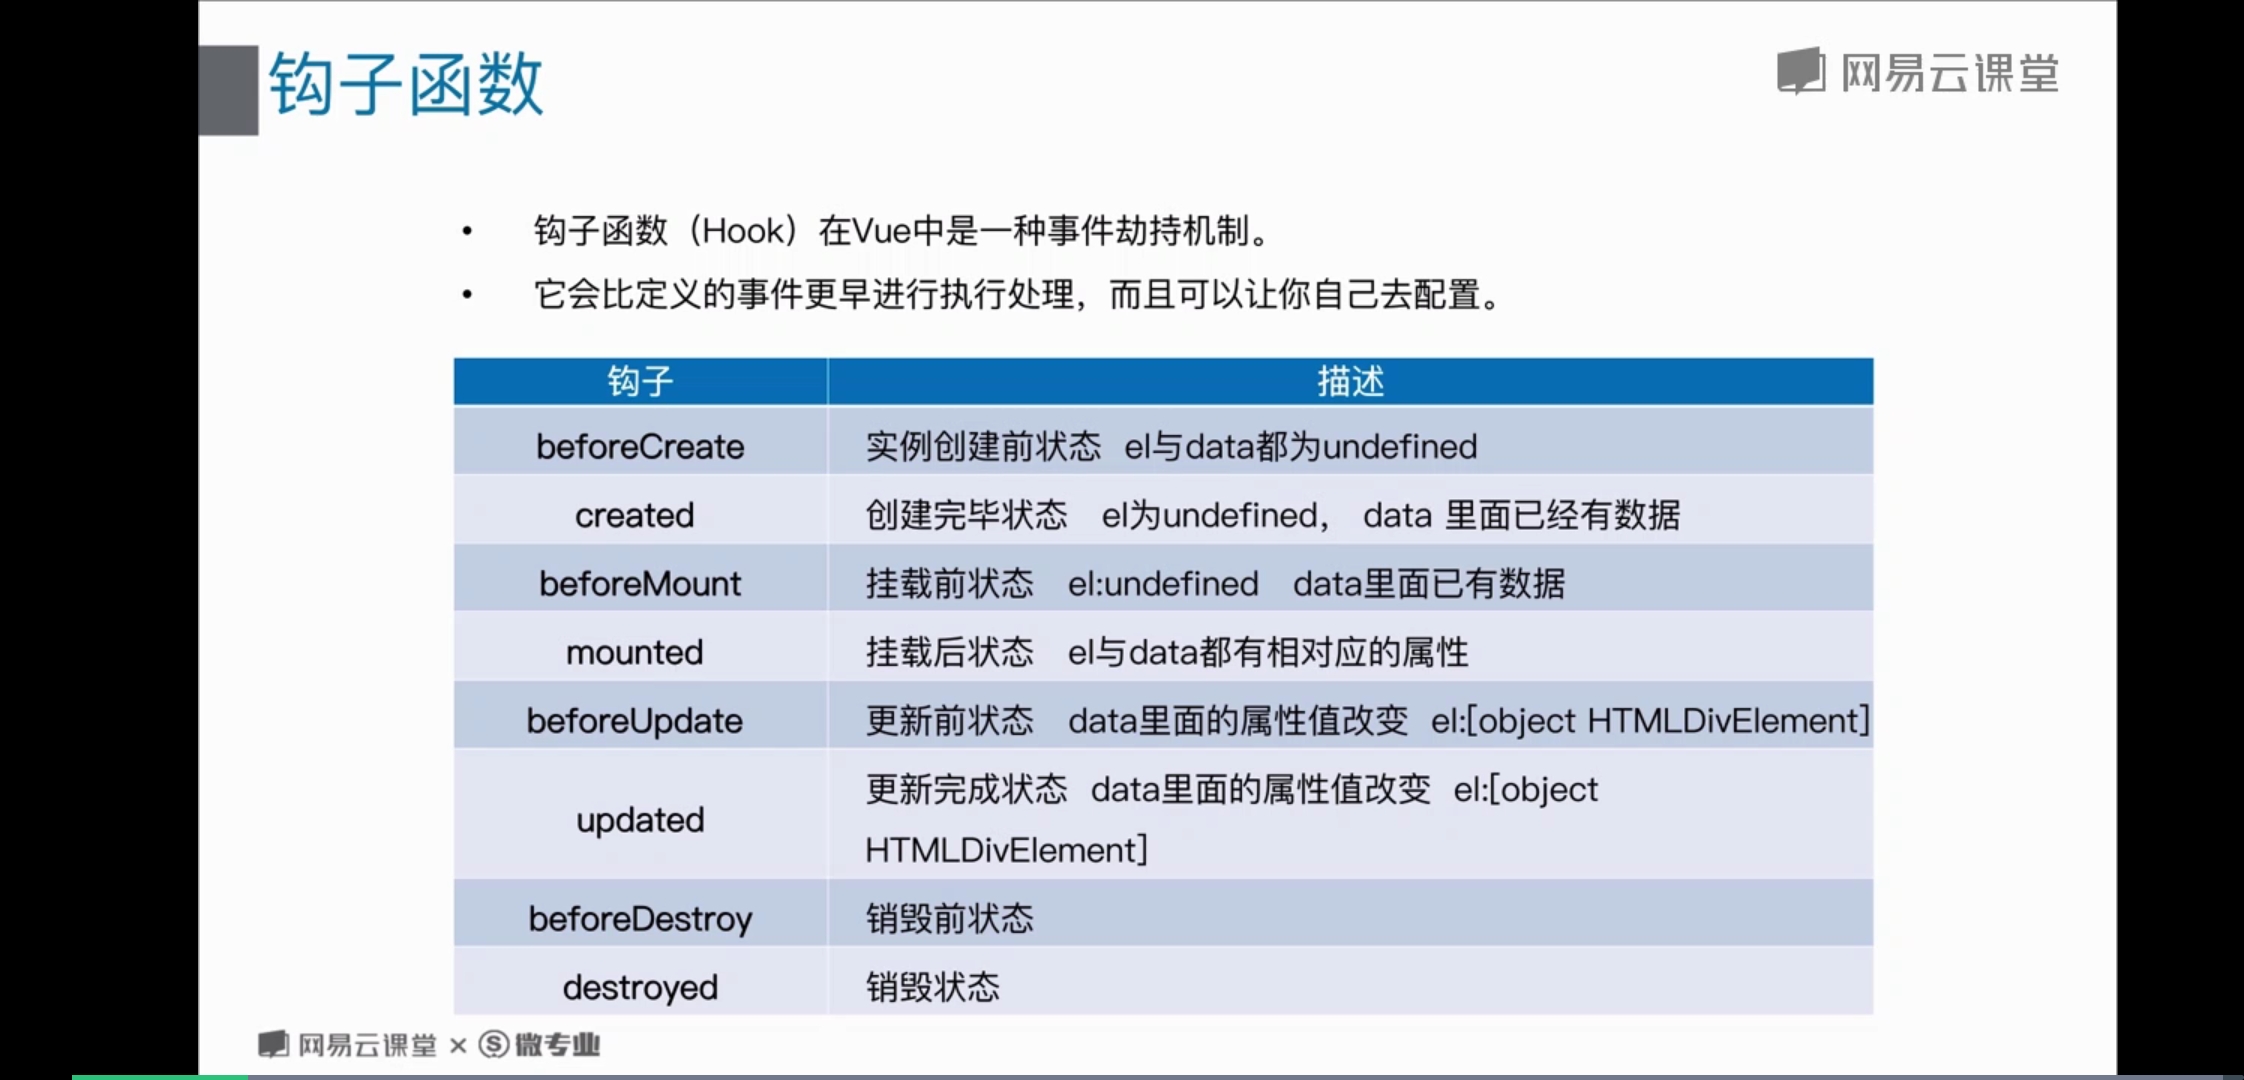 钩子函数
网易云课堂
• 钩子函数（Hook）在Vue中是一种事件劫持机制。
• 它会比定义的事件更早进行执行处理，而且可以让你自己去配置。
钩子 描述
beforeCreate 实例创建前状态 el与data都为undefined
created 创建完毕状态 el为undefined， data 里面已经有数据
beforeMount 挂载前状态 el:undefined data里面已有数据
mounted 挂载后状态 el与data都有相对应的属性
beforeUpdate 更新前状态 data里面的属性值改变 el:[object HTMLDivElement]
updated 更新完成状态 data里面的属性值改变 el:[object
HTMLDivElement]
beforeDestroy 销毁前状态
destroyed 销毁状态
网易云课堂 × S 微专业